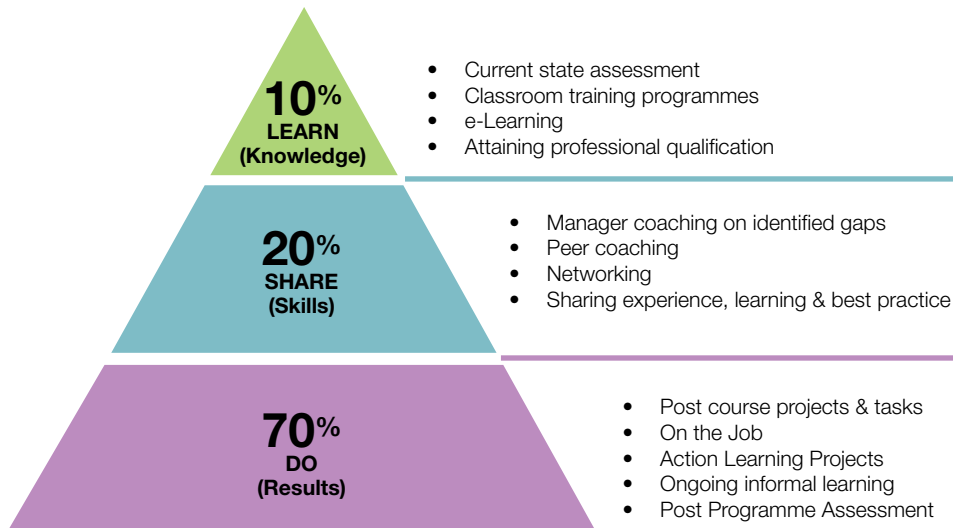 10%
LEARN
(Knowledge)
• Current state assessment
• Classroom training programmes
• e-Learning
• Attaining professional qualification
20%
SHARE
(Skills)
• Manager coaching on identified gaps
• Peer coaching
• Networking
• Sharing experience, learning & best practice
70%
DO
(Results)
• Post course projects & tasks
• On the Job
• Action Learning Projects
• Ongoing informal learning
• Post Programme Assessment